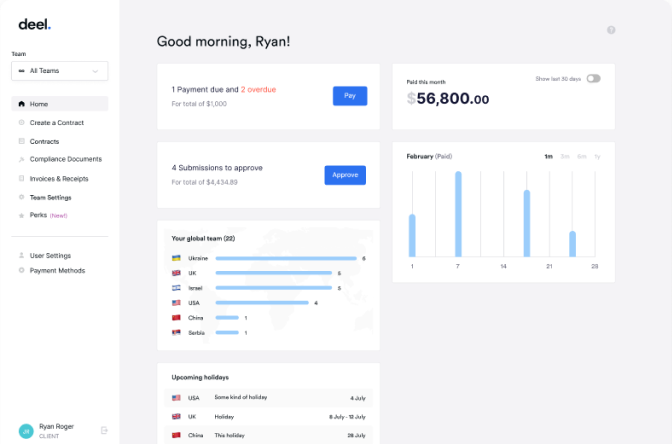 deel.
Team
All Teams
Home
Create a Contract
Contracts
Compliance Documents
Invoices & Receipts
Team Settings
Perks (New!)
User Settings
Payment Methods
Ryan Roger
CLIENT
Good morning, Ryan!
1 Payment due and 2 overdue
For total of $1,000
Pay
4 Submissions to approve
For total of $4,434.89
Approve
Your global team (22)
Ukraine 6
UK 5
Israel 5
USA 4
China 1
Serbia 1
Upcoming holidays
USA Some kind of holiday 4 July
UK Holiday 8 July - 12 July
China This holiday 28 July
?
Paid this month
Show last 30 days
$56,800.00
February (Paid)
1m 3m 6m 1y
1 7 14 21 28